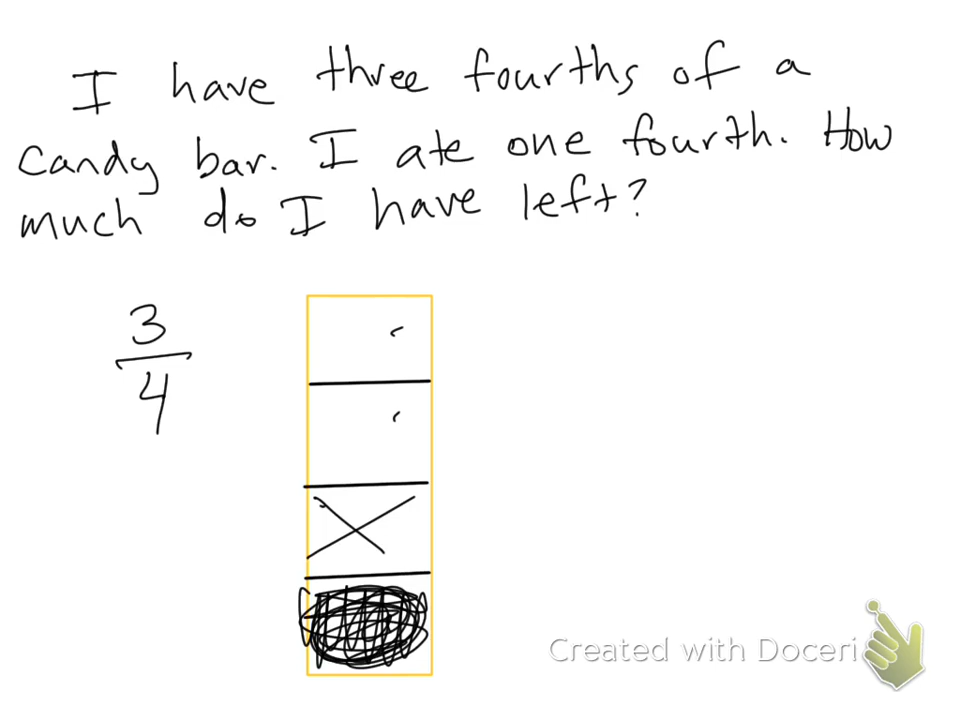 I have three fourths of a
candy bar. I ate one fourth. How
much do I have left?
3
4
Created with Doceri